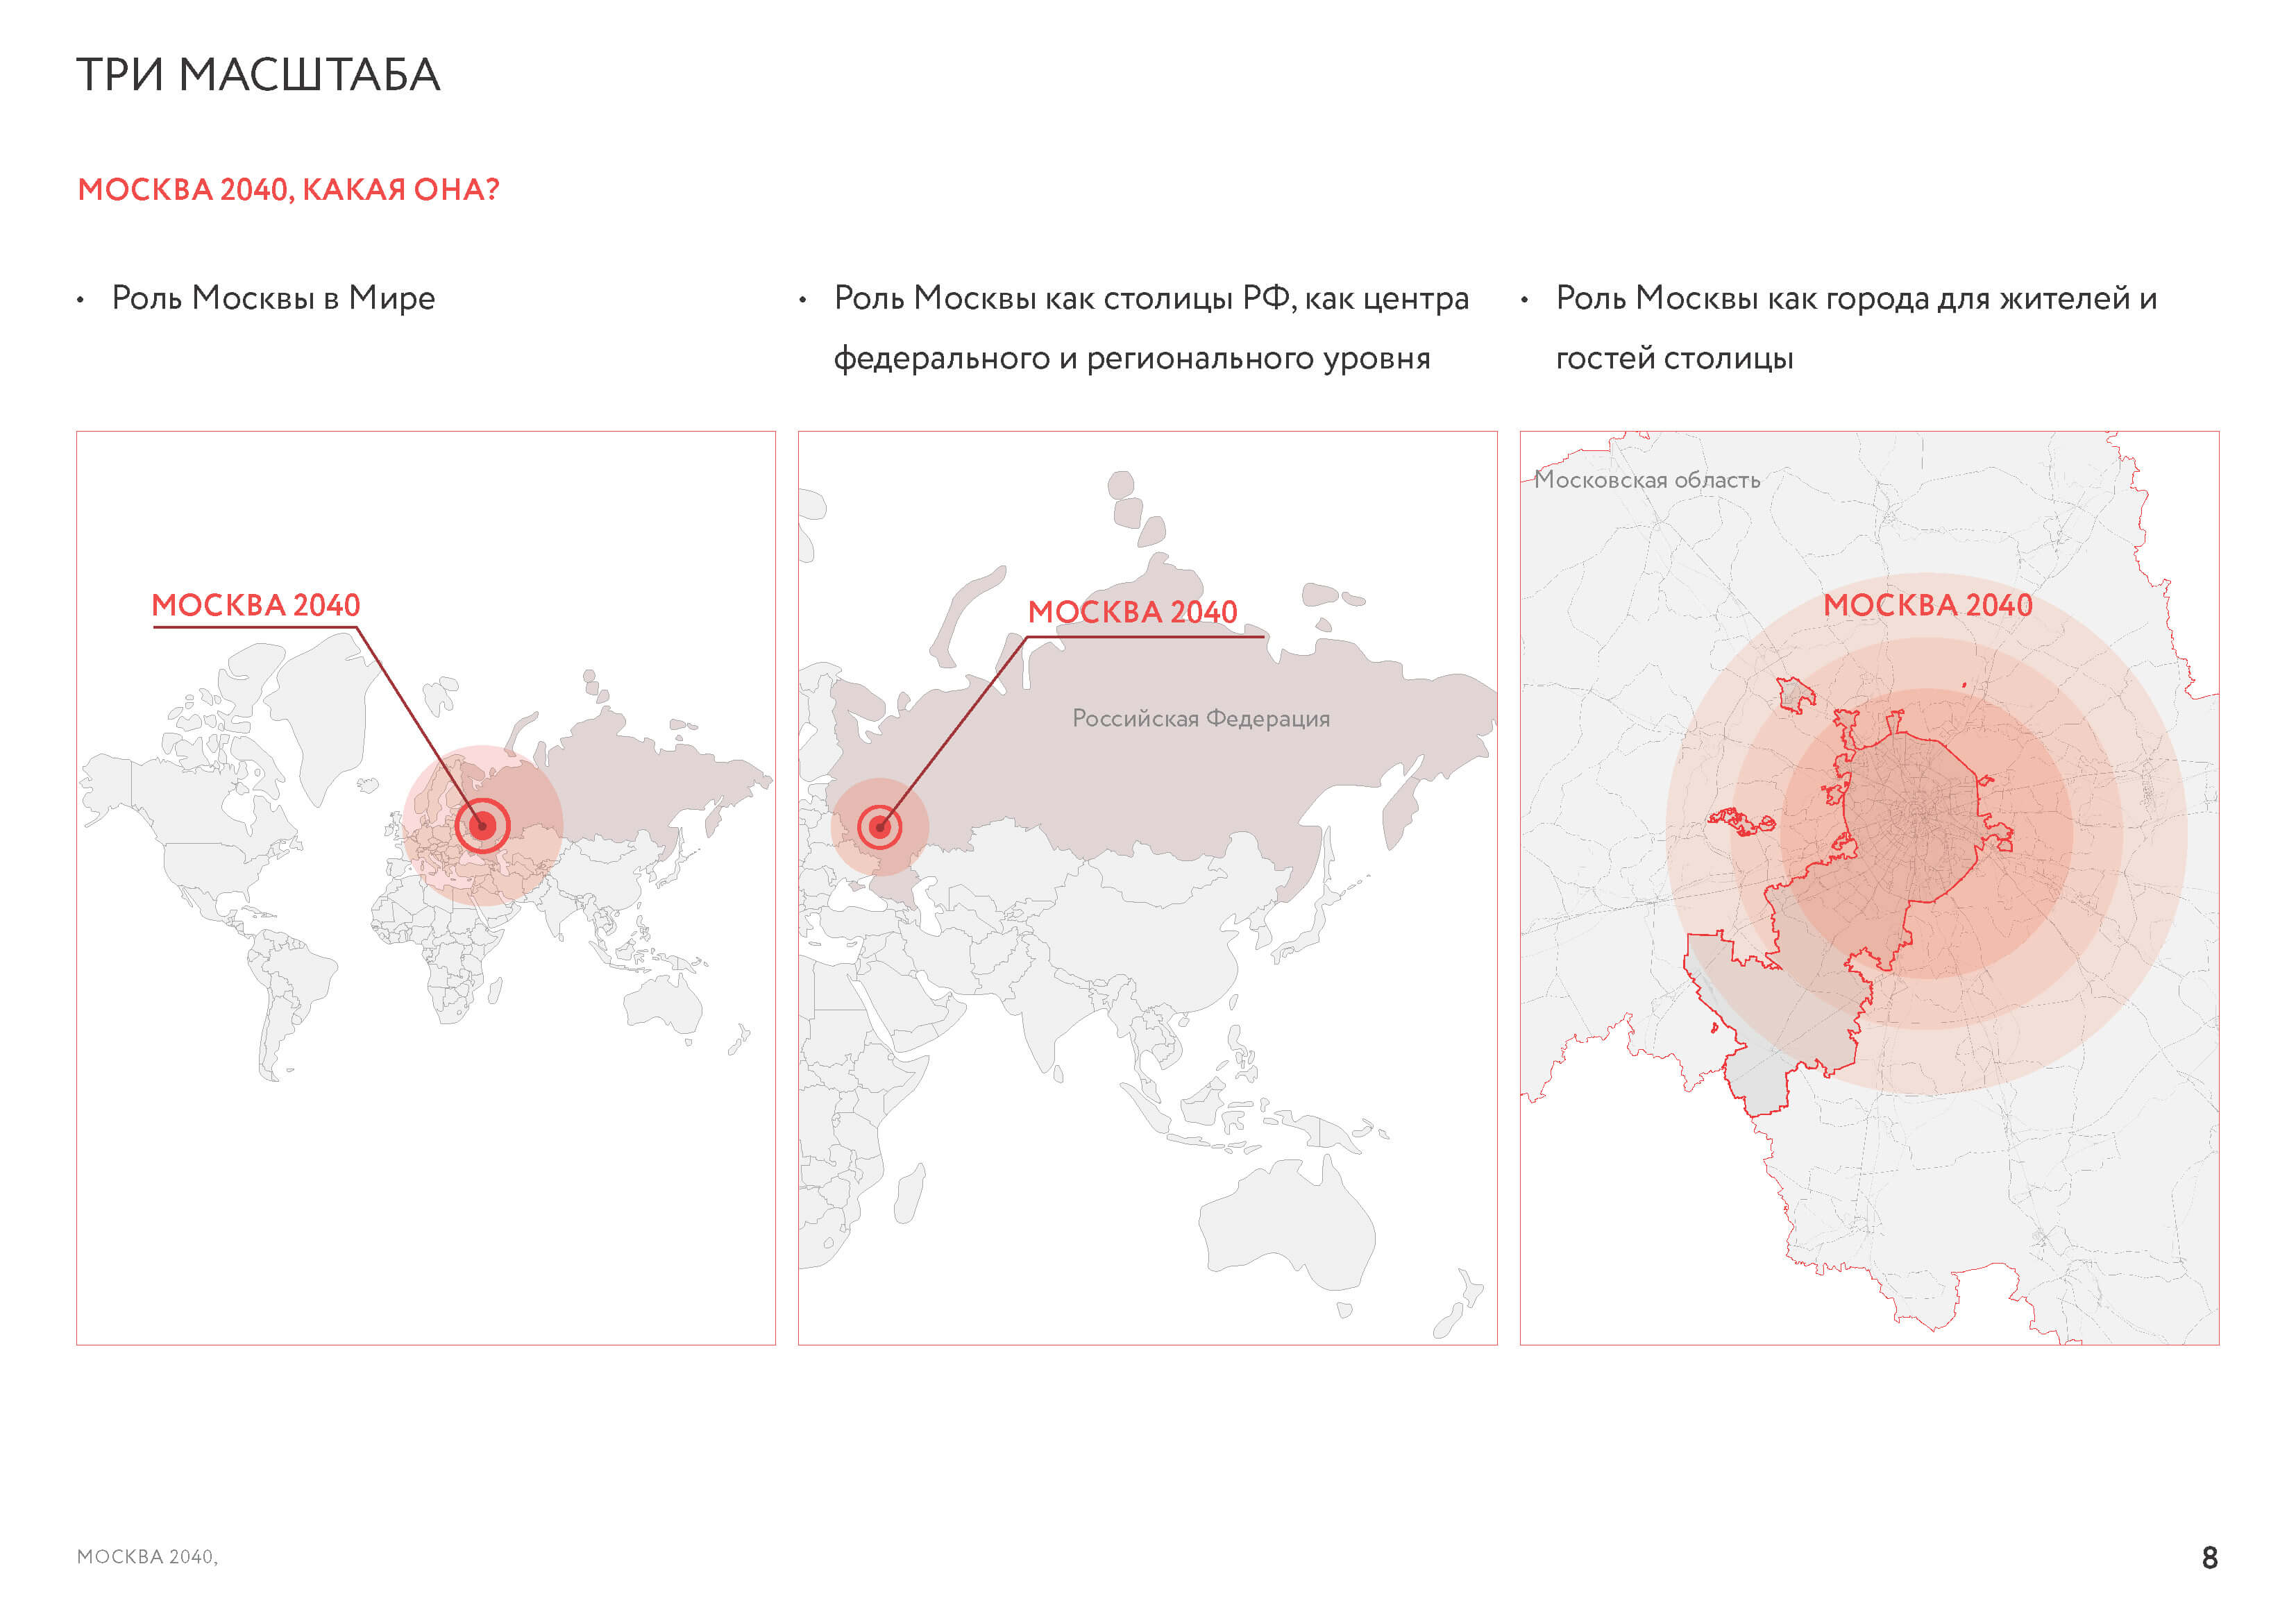 ТРИ МАСШТАБА
МОСКВА 2040, КАКАЯ ОНА?
• Роль Москвы в Мире
• Роль Москвы как столицы РФ, как центра
федерального и регионального уровня
• Роль Москвы как города для жителей и
гостей столицы
МОСКВА 2040
МОСКВА 2040
Российская Федерация
Московская область
МОСКВА 2040
МОСКВА 2040,
8